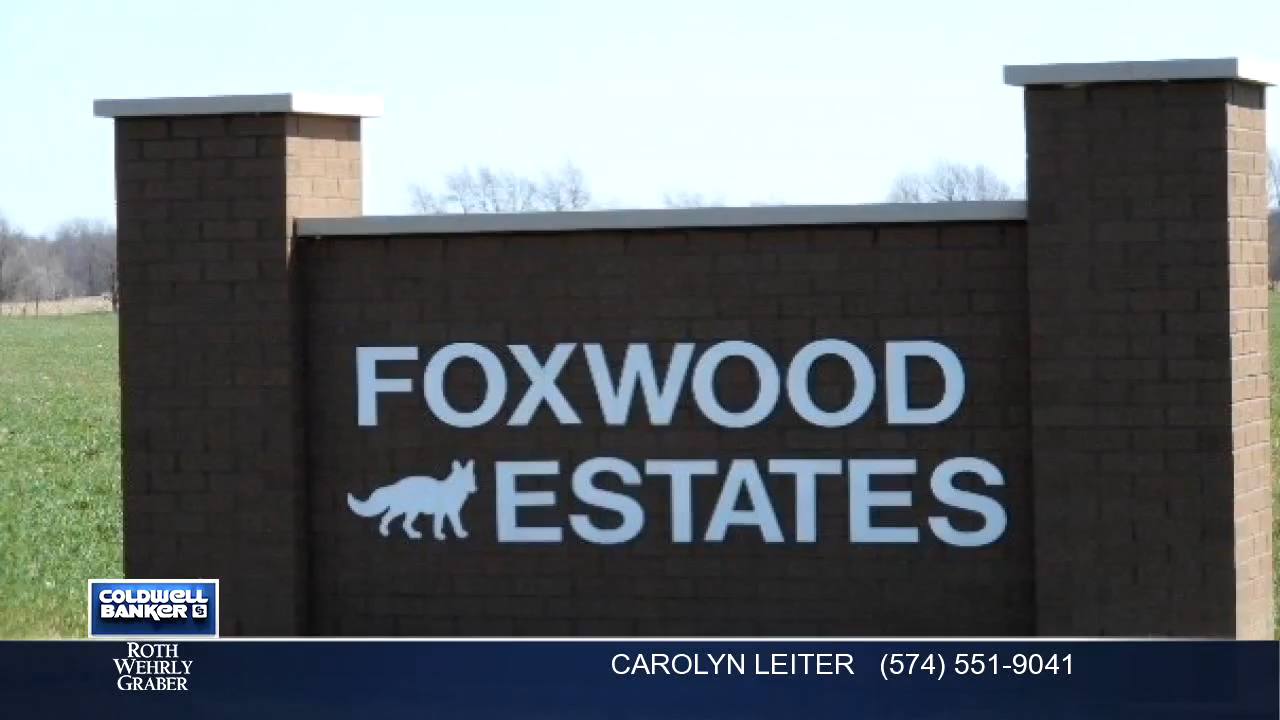 FOXWOOD
ESTATES
COLDWELL
BANKER
ROTH
WEHRLY
GRABER
CAROLYN LEITER (574) 551-9041